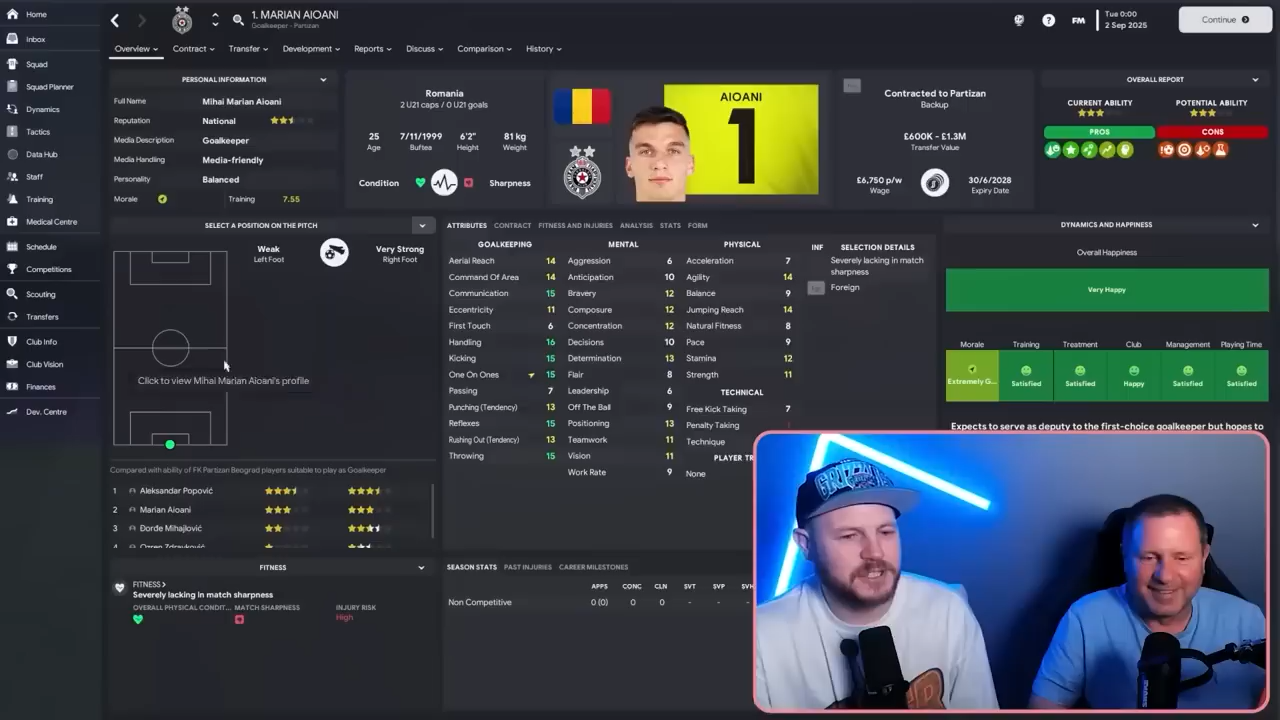 Home
Inbox
Squad
Squad Planner
Dynamics
Tactics
Data Hub
Staff
Training
Medical Centre
Schedule
Competitions
Scouting
Transfers
Club Info
Club Vision
Finances
Dev. Centre
1. MARIAN AIOANI
Goalkeeper - Partizan
FM
Tue 0:00
2 Sep 2025
Continue
Overview Contract Transfer Development Reports Discuss Comparison History
PERSONAL INFORMATION
Full Name Mihai Marian Aioani
Reputation National
Media Description Goalkeeper
Media Handling Media-friendly
Personality Balanced
Morale Training 7.55
Romania
2 U21 caps / 0 U21 goals
25 7/11/1999 6'2" 81 kg
Age Buftea Height Weight
Condition Sharpness
AIOANI
1
Contracted to Partizan
Backup
£600K - £1.3M
Transfer Value
£6,750 p/w 30/6/2028
Wage Expiry Date
OVERALL REPORT
CURRENT ABILITY POTENTIAL ABILITY
PROS CONS
SELECT A POSITION ON THE PITCH
Weak Very Strong
Left Foot Right Foot
Click to view Mihai Marian Aioani's profile
Compared with ability of FK Partizan Beograd players suitable to play as Goalkeeper
1 Aleksandar Popović
2 Marian Aioani
3 Đorđe Mihajlović
4 Ozren Zdravković
FITNESS
FITNESS >
Severely lacking in match sharpness
OVERALL PHYSICAL CONDIT... MATCH SHARPNESS INJURY RISK
High
ATTRIBUTES CONTRACT FITNESS AND INJURIES ANALYSIS STATS FORM
GOALKEEPING MENTAL PHYSICAL
Aerial Reach 14 Aggression 6 Acceleration 7
Command Of Area 14 Anticipation 10 Agility 14
Communication 15 Bravery 12 Balance 9
Eccentricity 11 Composure 12 Jumping Reach 14
First Touch 6 Concentration 12 Natural Fitness 8
Handling 16 Decisions 10 Pace 9
Kicking 15 Determination 13 Stamina 12
One On Ones 15 Flair 8 Strength 11
Passing 7 Leadership 6 TECHNICAL
Punching (Tendency) 13 Off The Ball 9 Free Kick Taking 7
Reflexes 15 Positioning 13 Penalty Taking
Rushing Out (Tendency) 13 Teamwork 11 Technique
Throwing 15 Vision 11 PLAYER TR
Work Rate 9 None
INF SELECTION DETAILS
Severely lacking in match
sharpness
Foreign
DYNAMICS AND HAPPINESS
Overall Happiness
Very Happy
Morale Training Treatment Club Management Playing Time
Extremely G... Satisfied Satisfied Happy Satisfied Satisfied
Expects to serve as deputy to the first-choice goalkeeper but hopes to
SEASON STATS PAST INJURIES CAREER MILESTONES
APPS CONC CLN SVT SVP SVH
Non Competitive 0 (0) 0 0 - - -